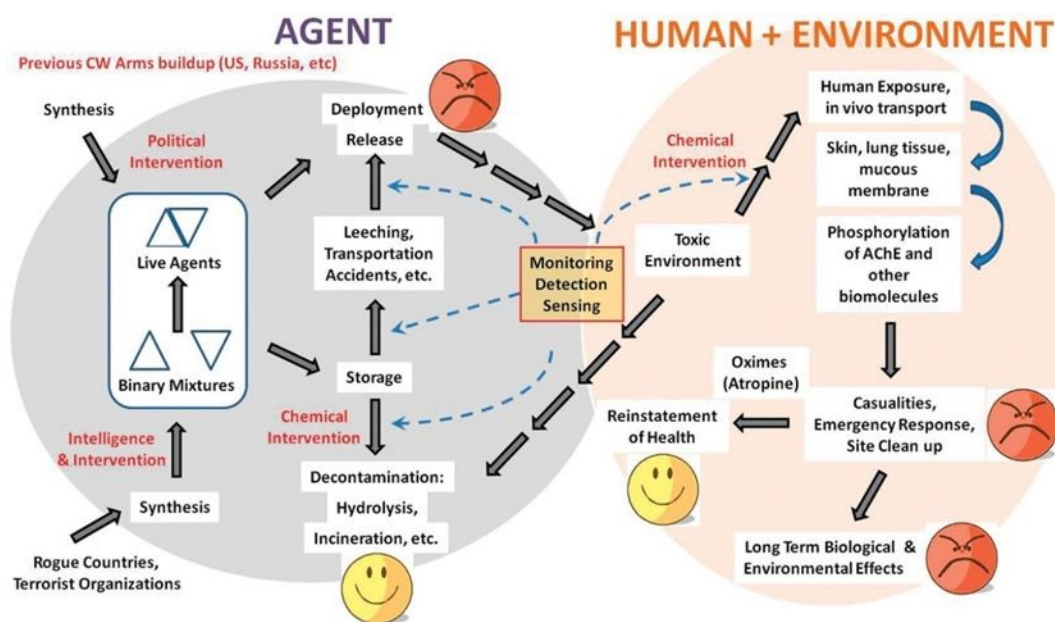 AGENT
HUMAN + ENVIRONMENT
Previous CW Arms buildup (US, Russia, etc)
Synthesis
Political
Intervention
Deployment
Release
Live Agents
Binary Mixtures
Leeching,
Transportation
Accidents, etc.
Storage
Intelligence
& Intervention
Synthesis
Rogue Countries,
Terrorist Organizations
Chemical
Intervention
Decontamination:
Hydrolysis,
Incineration, etc.
Monitoring
Detection
Sensing
Chemical
Intervention
Toxic
Environment
Human Exposure,
in vivo transport
Skin, lung tissue,
mucous
membrane
Phosphorylation
of AChE and
other
biomolecules
Oximes
(Atropine)
Reinstatement
of Health
Casualities,
Emergency Response,
Site Clean up
Long Term Biological &
Environmental Effects